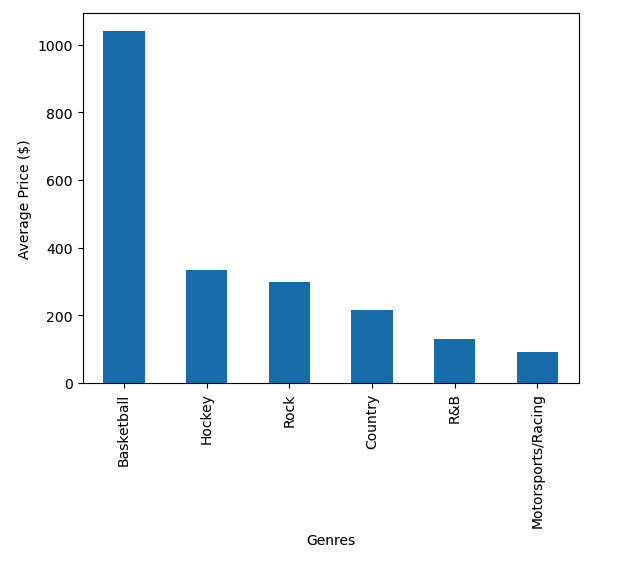 1000
800
600
400
200
0
Average Price ($)
Basketball
Hockey
Rock
Country
R&B
Motorsports/Racing
Genres